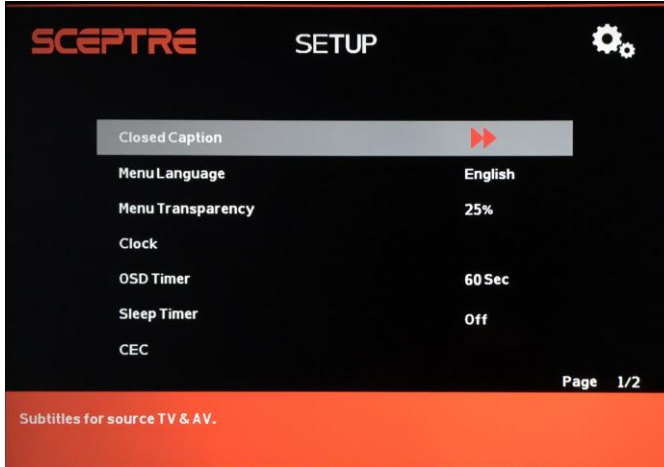 SCEPTRE SETUP
Closed Caption
Menu Language English
Menu Transparency 25%
Clock
OSD Timer 60 Sec
Sleep Timer Off
CEC
Page 1/2
Subtitles for source TV & AV.